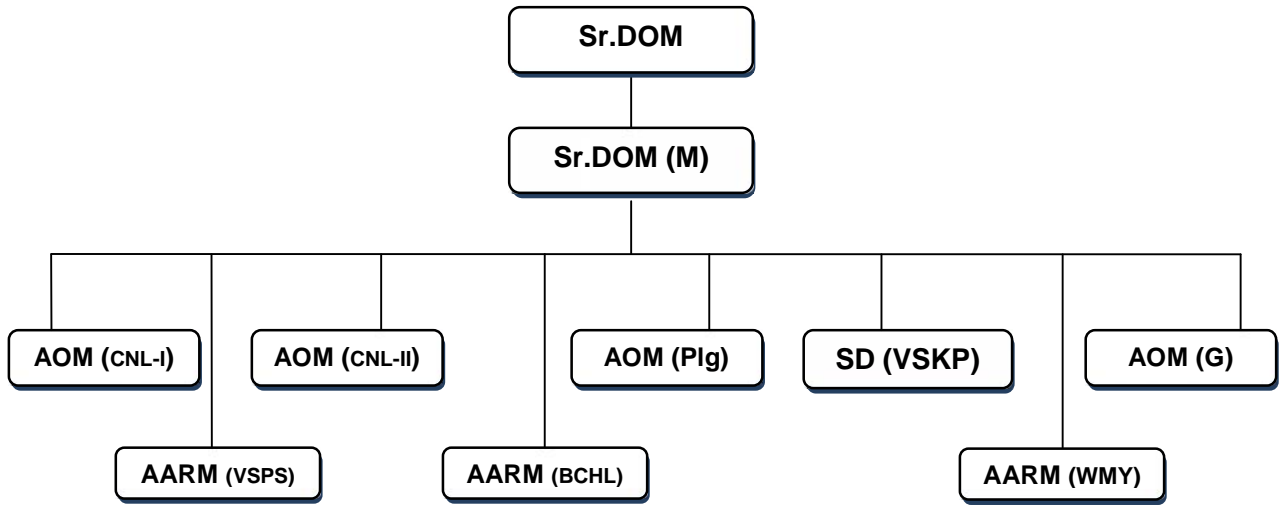 Sr.DOM
Sr.DOM (M)
AOM (CNL-I)
AOM (CNL-II)
AOM (Plg)
SD (VSKP)
AOM (G)
AARM (VSPS)
AARM (BCHL)
AARM (WMY)